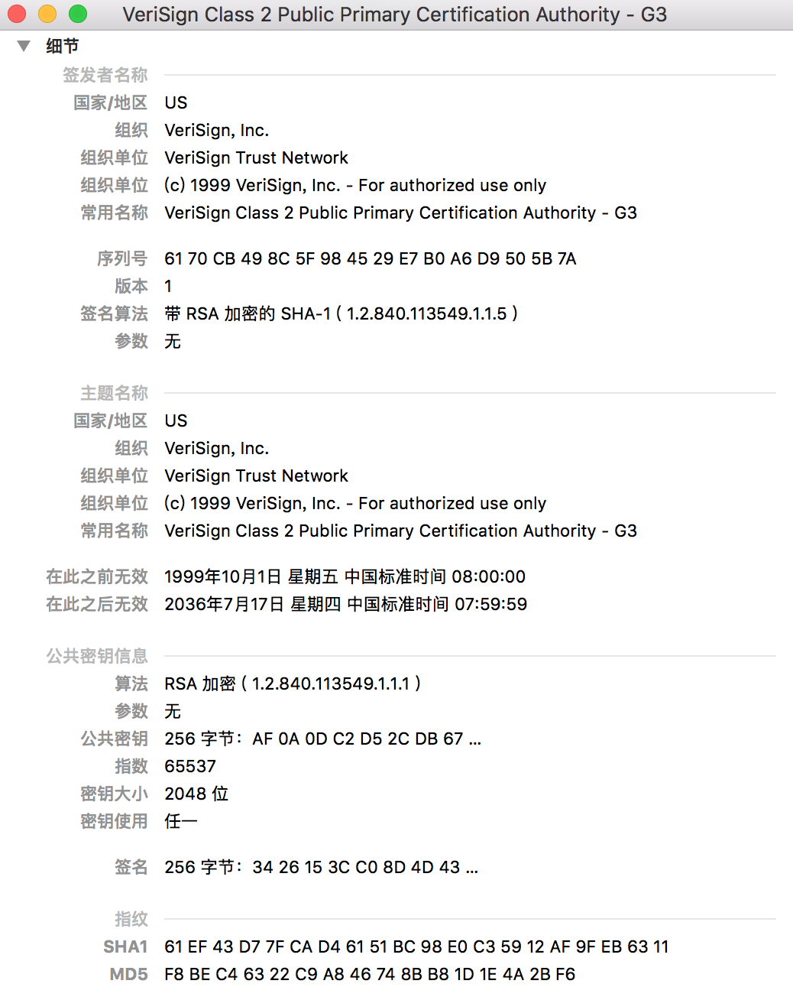 VeriSign Class 2 Public Primary Certification Authority - G3
细节
签发者名称
国家/地区 US
组织 VeriSign, Inc.
组织单位 VeriSign Trust Network
组织单位 (c) 1999 VeriSign, Inc. - For authorized use only
常用名称 VeriSign Class 2 Public Primary Certification Authority - G3
序列号 61 70 CB 49 8C 5F 98 45 29 E7 B0 A6 D9 50 5B 7A
版本 1
签名算法 带 RSA 加密的 SHA-1 ( 1.2.840.113549.1.1.5 )
参数 无
主题名称
国家/地区 US
组织 VeriSign, Inc.
组织单位 VeriSign Trust Network
组织单位 (c) 1999 VeriSign, Inc. - For authorized use only
常用名称 VeriSign Class 2 Public Primary Certification Authority - G3
在此之前无效 1999年10月1日 星期五 中国标准时间 08:00:00
在此之后无效 2036年7月17日 星期四 中国标准时间 07:59:59
公共密钥信息
算法 RSA 加密 ( 1.2.840.113549.1.1.1 )
参数 无
公共密钥 256 字节：AF 0A 0D C2 D5 2C DB 67 ...
指数 65537
密钥大小 2048 位
密钥使用 任一
签名 256 字节：34 26 15 3C C0 8D 4D 43 ...
指纹
SHA1 61 EF 43 D7 7F CA D4 61 51 BC 98 E0 C3 59 12 AF 9F EB 63 11
MD5 F8 BE C4 63 22 C9 A8 46 74 8B B8 1D 1E 4A 2B F6